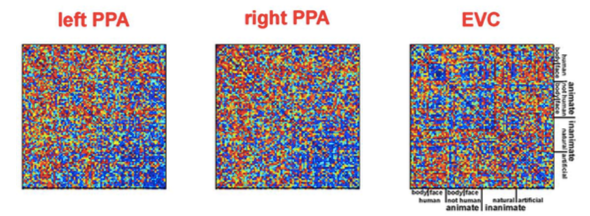 left PPA
right PPA
EVC
human
body face
not human
body face
animate
inanimate
natural
artificial
body face
body face
natural artificial
human
not human
animate inanimate